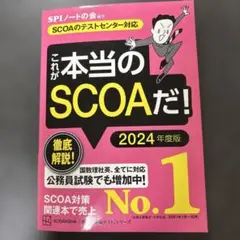 SPIノートの会 編著
SCOAのテストセンター対応
これが
本当の
SCOAだ!
2024年度版
徹底
解説!
国数理社英、全てに対応
公務員試験でも増加中!
SCOA対策
関連本で売上
No.1
KODANSHA